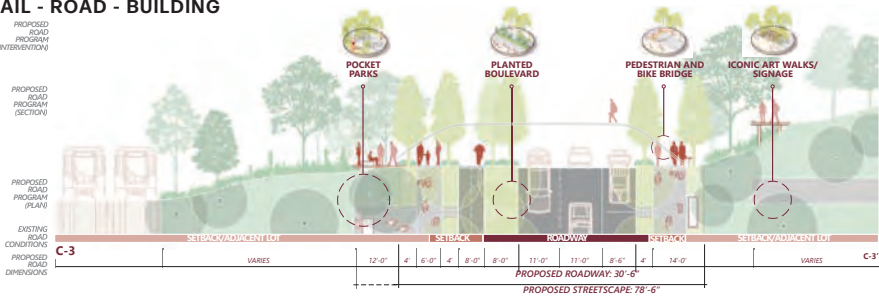 AIL - ROAD - BUILDING
PROPOSED
ROAD
PROGRAM
INTERVENTION)
POCKET
PARKS
PLANTED
BOULEVARD
PEDESTRIAN AND
BIKE BRIDGE
ICONIC ART WALKS/
SIGNAGE
PROPOSED
ROAD
PROGRAM
(SECTION)
PROPOSED
ROAD
PROGRAM
(PLAN)
EXISTING
ROAD
CONDITIONS
SETBACK/ADJACENT LOT
SETBACK
ROADWAY
SETBACK
SETBACK/ADJACENT LOT
C-3
C-3'
PROPOSED
ROAD
DIMENSIONS
VARIES
12'-0"
4'
6'-0"
4'
8'-0"
8'-0"
11'-0"
11'-0"
8'-6"
4'
14'-0"
VARIES
PROPOSED ROADWAY: 30'-6"
PROPOSED STREETSCAPE: 78'-6"